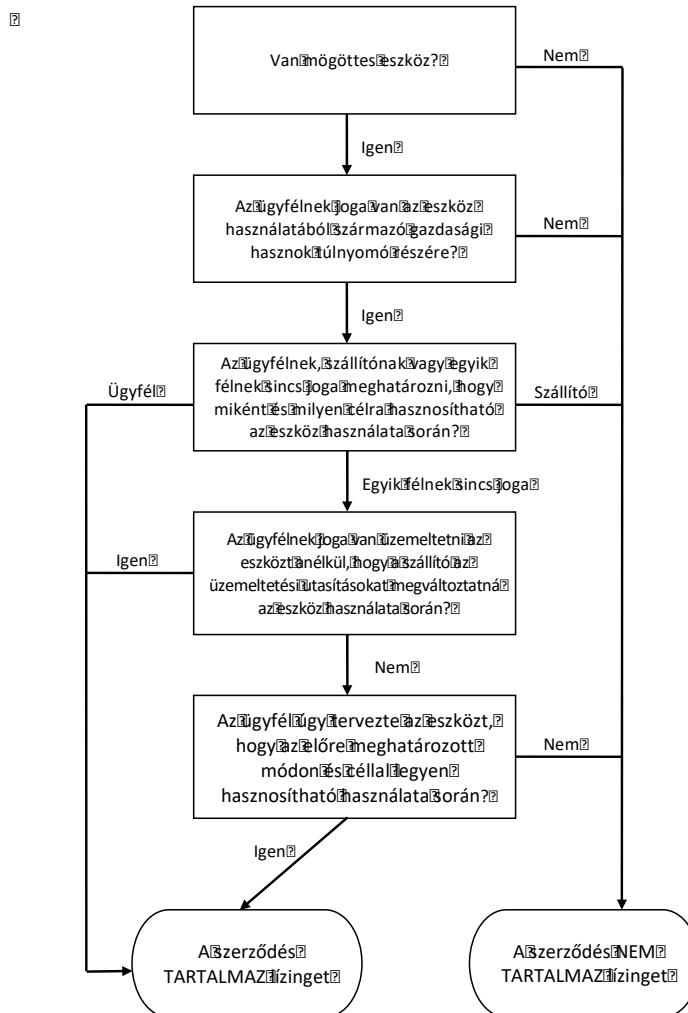 Van mögöttes eszköz?
Nem
Igen
Az ügyfélnek joga van az eszköz
használatából származó gazdasági
hasznok túlnyomó részére?
Nem
Igen
Az ügyfélnek, szállítónak vagy egyik
félnek sincs joga meghatározni, hogy
miként és milyen célra hasznosítható
az eszköz használata során?
Ügyfél
Szállító
Egyik félnek sincs joga
Az ügyfélnek joga van üzemeltetni az
eszközt anélkül, hogy a szállító az
üzemeltetési utasításokat megváltoztatná
az eszköz használata során?
Igen
Nem
Az ügyfél úgy tervezte az eszközt,
hogy az előre meghatározott
módon és céllal legyen
hasznosítható használata során?
Nem
Igen
A szerződés
TARTALMAZ lízinget
A szerződés NEM
TARTALMAZ lízinget